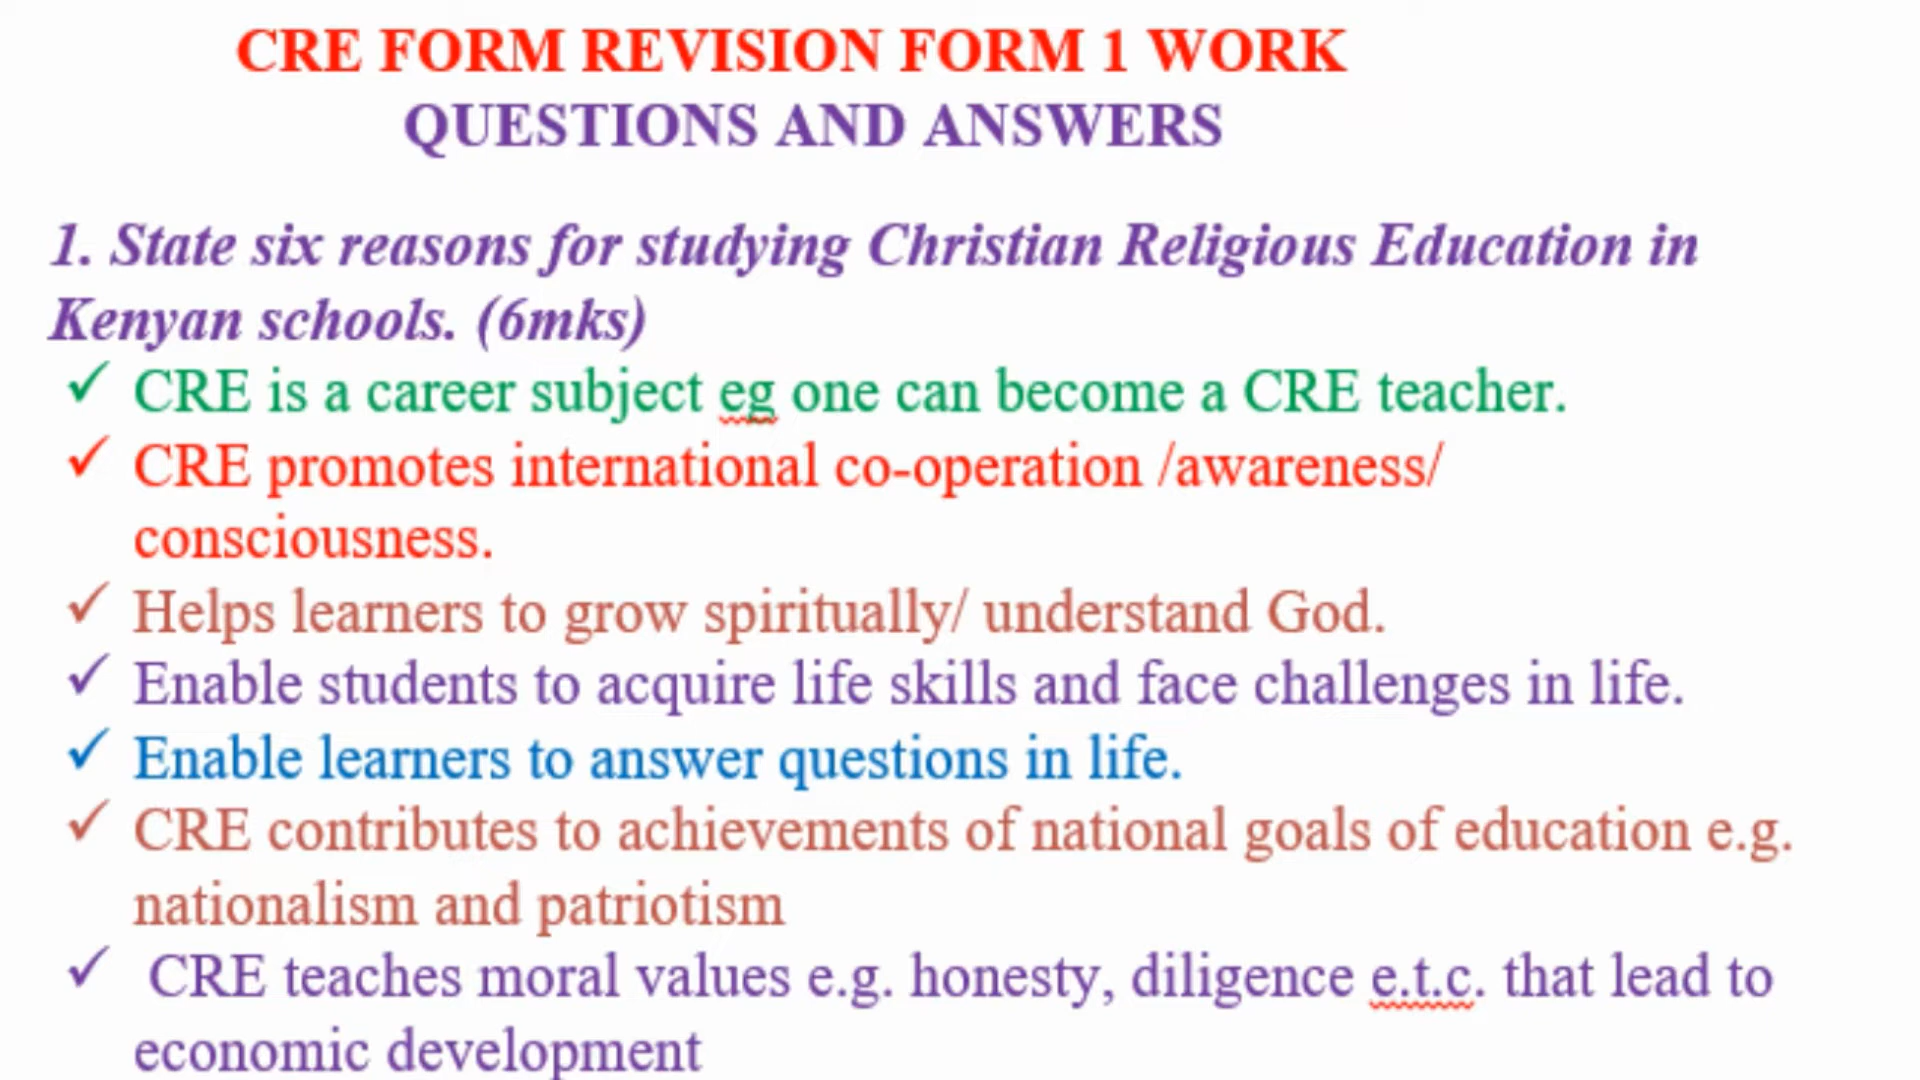 CRE FORM REVISION FORM 1 WORK
QUESTIONS AND ANSWERS
1. State six reasons for studying Christian Religious Education in
Kenyan schools. (6mks)
✓ CRE is a career subject eg one can become a CRE teacher.
✓ CRE promotes international co-operation /awareness/
consciousness.
✓ Helps learners to grow spiritually/ understand God.
✓ Enable students to acquire life skills and face challenges in life.
✓ Enable learners to answer questions in life.
✓ CRE contributes to achievements of national goals of education e.g.
nationalism and patriotism
✓ CRE teaches moral values e.g. honesty, diligence e.t.c. that lead to
economic development